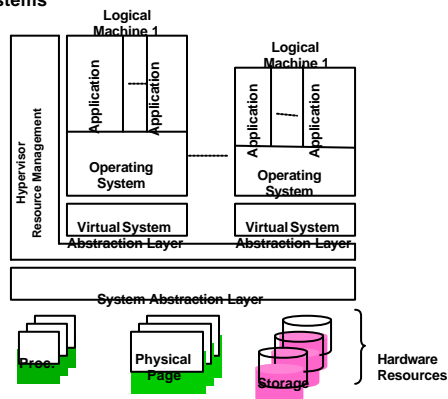 stems
Logical
Machine 1
Logical
Machine 1
Hypervisor
Resource Management
Application
Application
Application
Application
Operating
System
Operating
System
Virtual System
Abstraction Layer
Virtual System
Abstraction Layer
System Abstraction Layer
Proc.
Physical
Page
Storage
Hardware
Resources